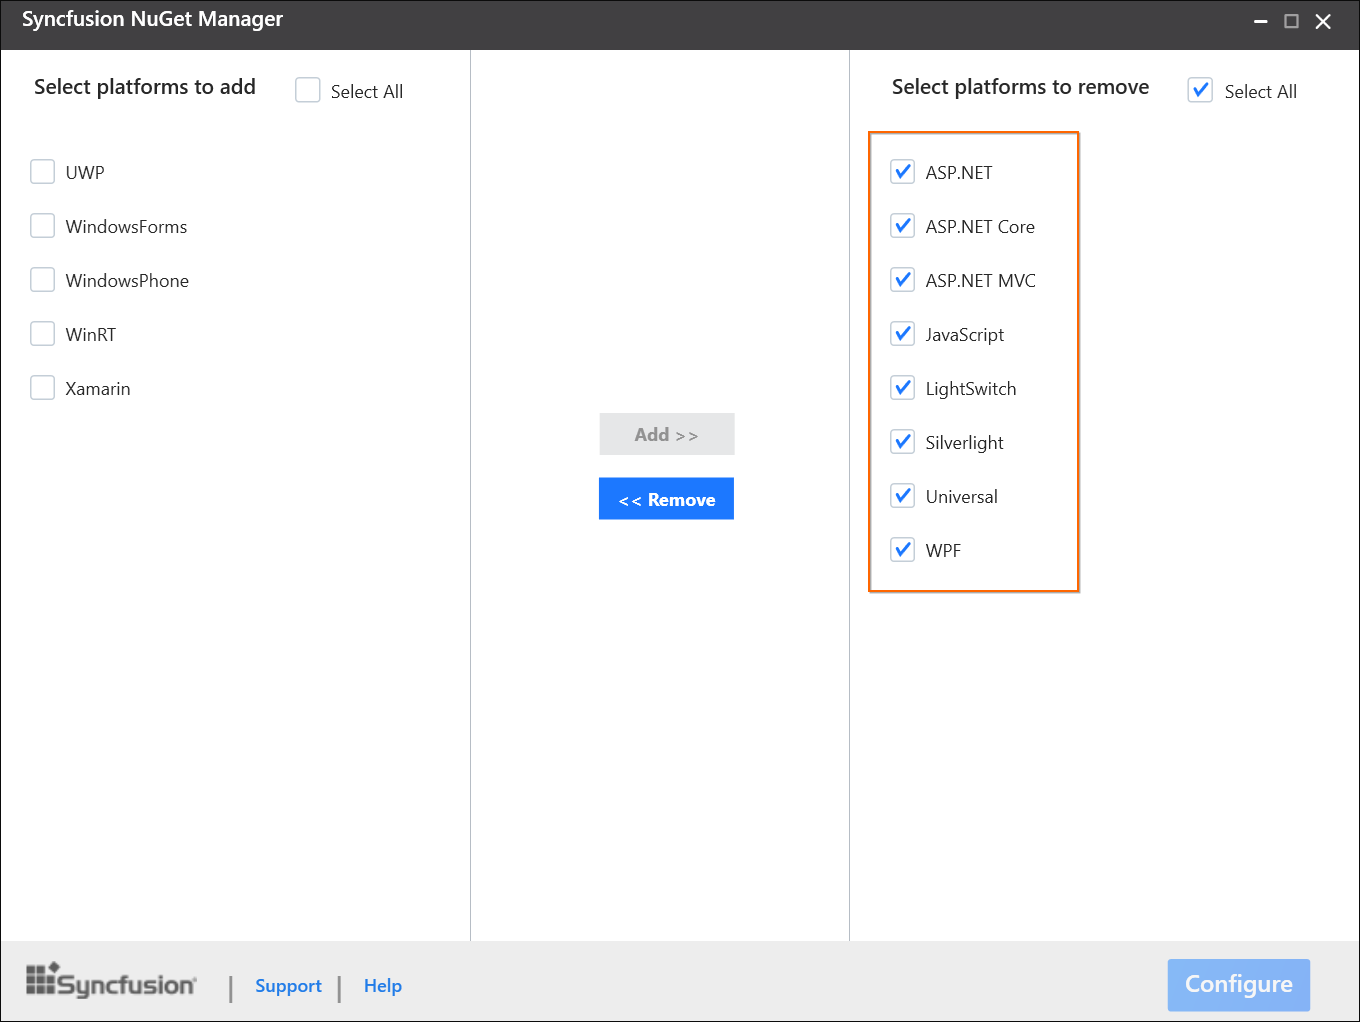 Syncfusion NuGet Manager
Select platforms to add
Select All
UWP
WindowsForms
WindowsPhone
WinRT
Xamarin
Add >>
<< Remove
Select platforms to remove
Select All
ASP.NET
ASP.NET Core
ASP.NET MVC
JavaScript
LightSwitch
Silverlight
Universal
WPF
Syncfusion | Support | Help
Configure